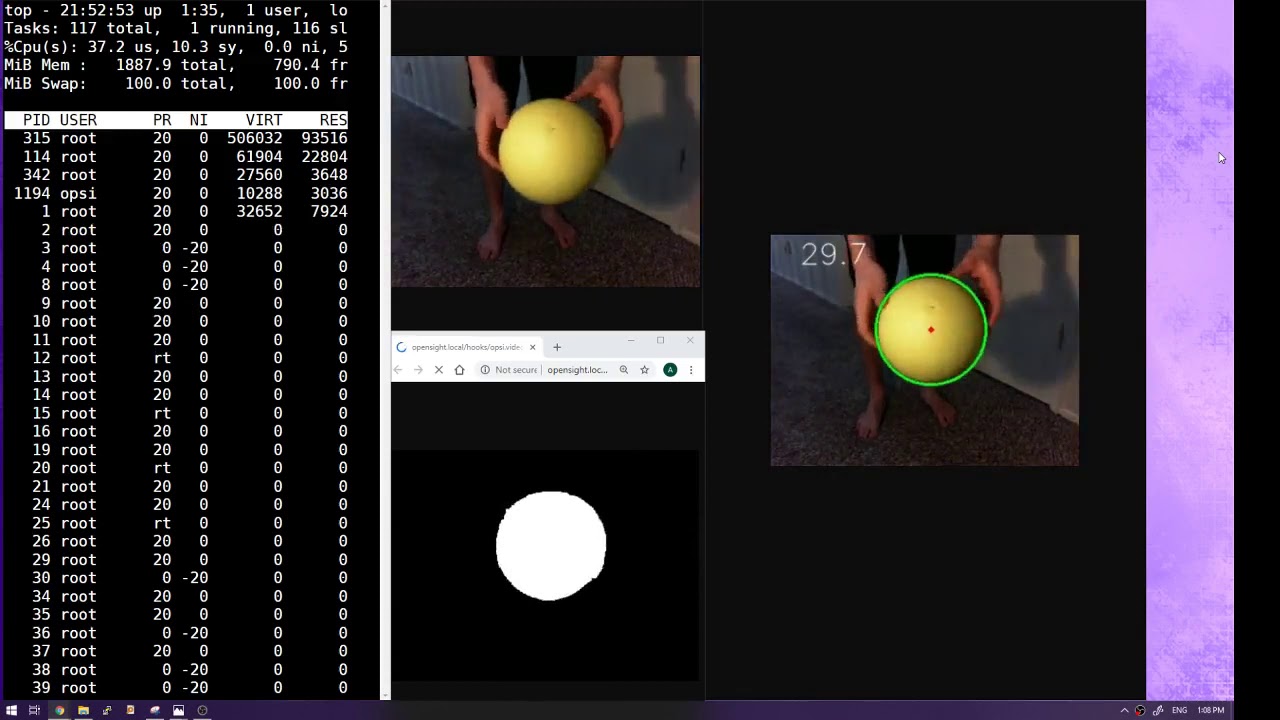 top - 21:52:53 up  1:35,  1 user,  lo
Tasks: 117 total,   1 running, 116 sl
%Cpu(s): 37.2 us, 10.3 sy,  0.0 ni, 5
MiB Mem :   1887.9 total,    790.4 fr
MiB Swap:    100.0 total,    100.0 fr
PID USER      PR  NI    VIRT    RES
315 root      20   0  506032  93516
114 root      20   0   61904  22804
342 root      20   0   27560   3648
1194 opsi      20   0   10288   3036
1 root      20   0   32652   7924
2 root      20   0       0      0
3 root       0 -20       0      0
4 root       0 -20       0      0
8 root       0 -20       0      0
9 root      20   0       0      0
10 root      20   0       0      0
11 root      20   0       0      0
12 root      rt   0       0      0
13 root      20   0       0      0
14 root      20   0       0      0
15 root      rt   0       0      0
16 root      20   0       0      0
19 root      20   0       0      0
20 root      rt   0       0      0
21 root      20   0       0      0
24 root      20   0       0      0
25 root      rt   0       0      0
26 root      20   0       0      0
29 root      20   0       0      0
30 root       0 -20       0      0
34 root      20   0       0      0
35 root      20   0       0      0
36 root       0 -20       0      0
37 root      20   0       0      0
38 root       0 -20       0      0
39 root       0 -20       0      0
opensight.local/hooks/opsi.vide
Not secure | opensight.loc...
A
29.7
ENG 1:08 PM